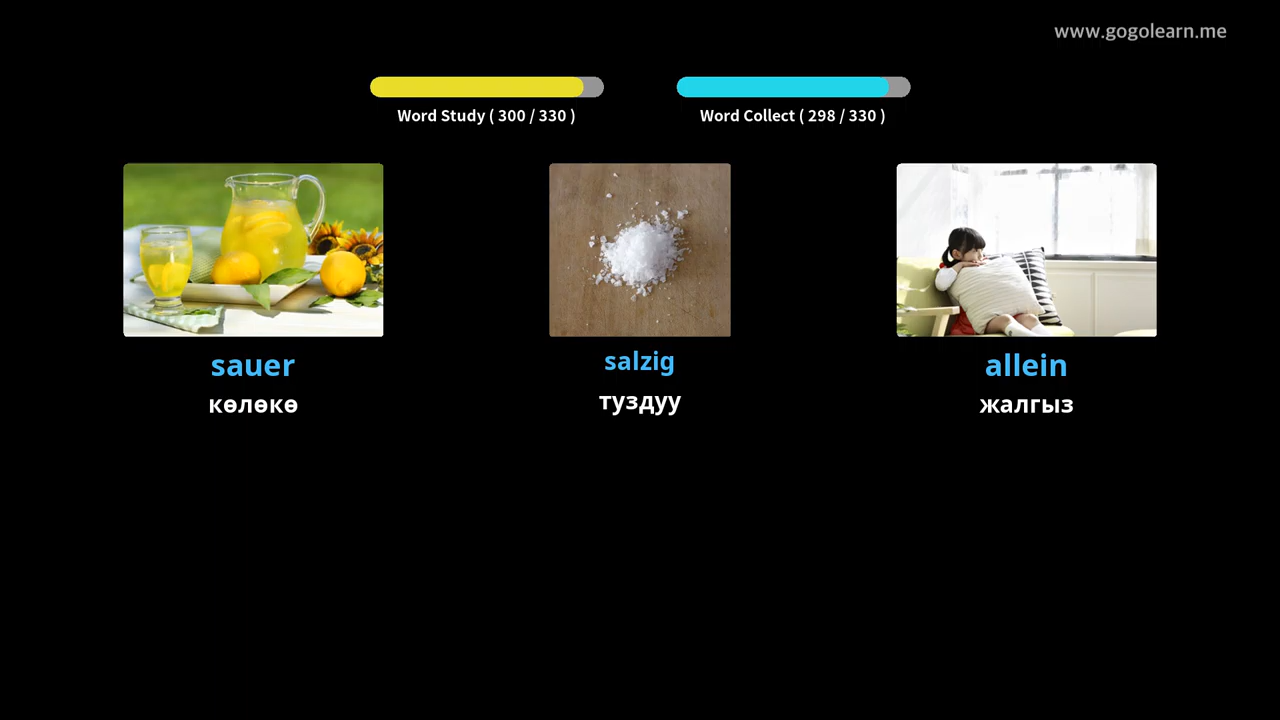 www.gogolearn.me
Word Study ( 300 / 330 )
Word Collect ( 298 / 330 )
sauer
көлөкө
salzig
туздуу
allein
жалгыз